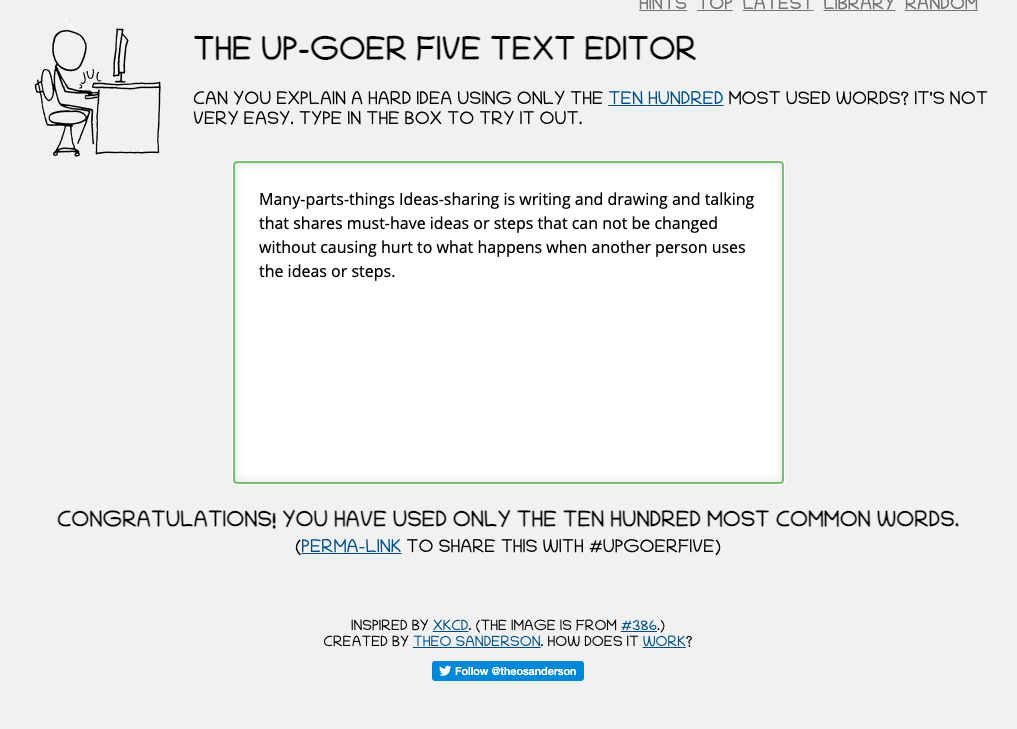 HINTS TOP LATEST LIBRARY RANDOM
THE UP-GOER FIVE TEXT EDITOR
CAN YOU EXPLAIN A HARD IDEA USING ONLY THE TEN HUNDRED MOST USED WORDS? IT'S NOT
VERY EASY. TYPE IN THE BOX TO TRY IT OUT.
Many-parts-things Ideas-sharing is writing and drawing and talking
that shares must-have ideas or steps that can not be changed
without causing hurt to what happens when another person uses
the ideas or steps.
CONGRATULATIONS! YOU HAVE USED ONLY THE TEN HUNDRED MOST COMMON WORDS.
(PERMA-LINK TO SHARE THIS WITH #UPGOERFIVE)
INSPIRED BY XKCD. (THE IMAGE IS FROM #386.)
CREATED BY THEO SANDERSON. HOW DOES IT WORK?
Follow @theosanderson